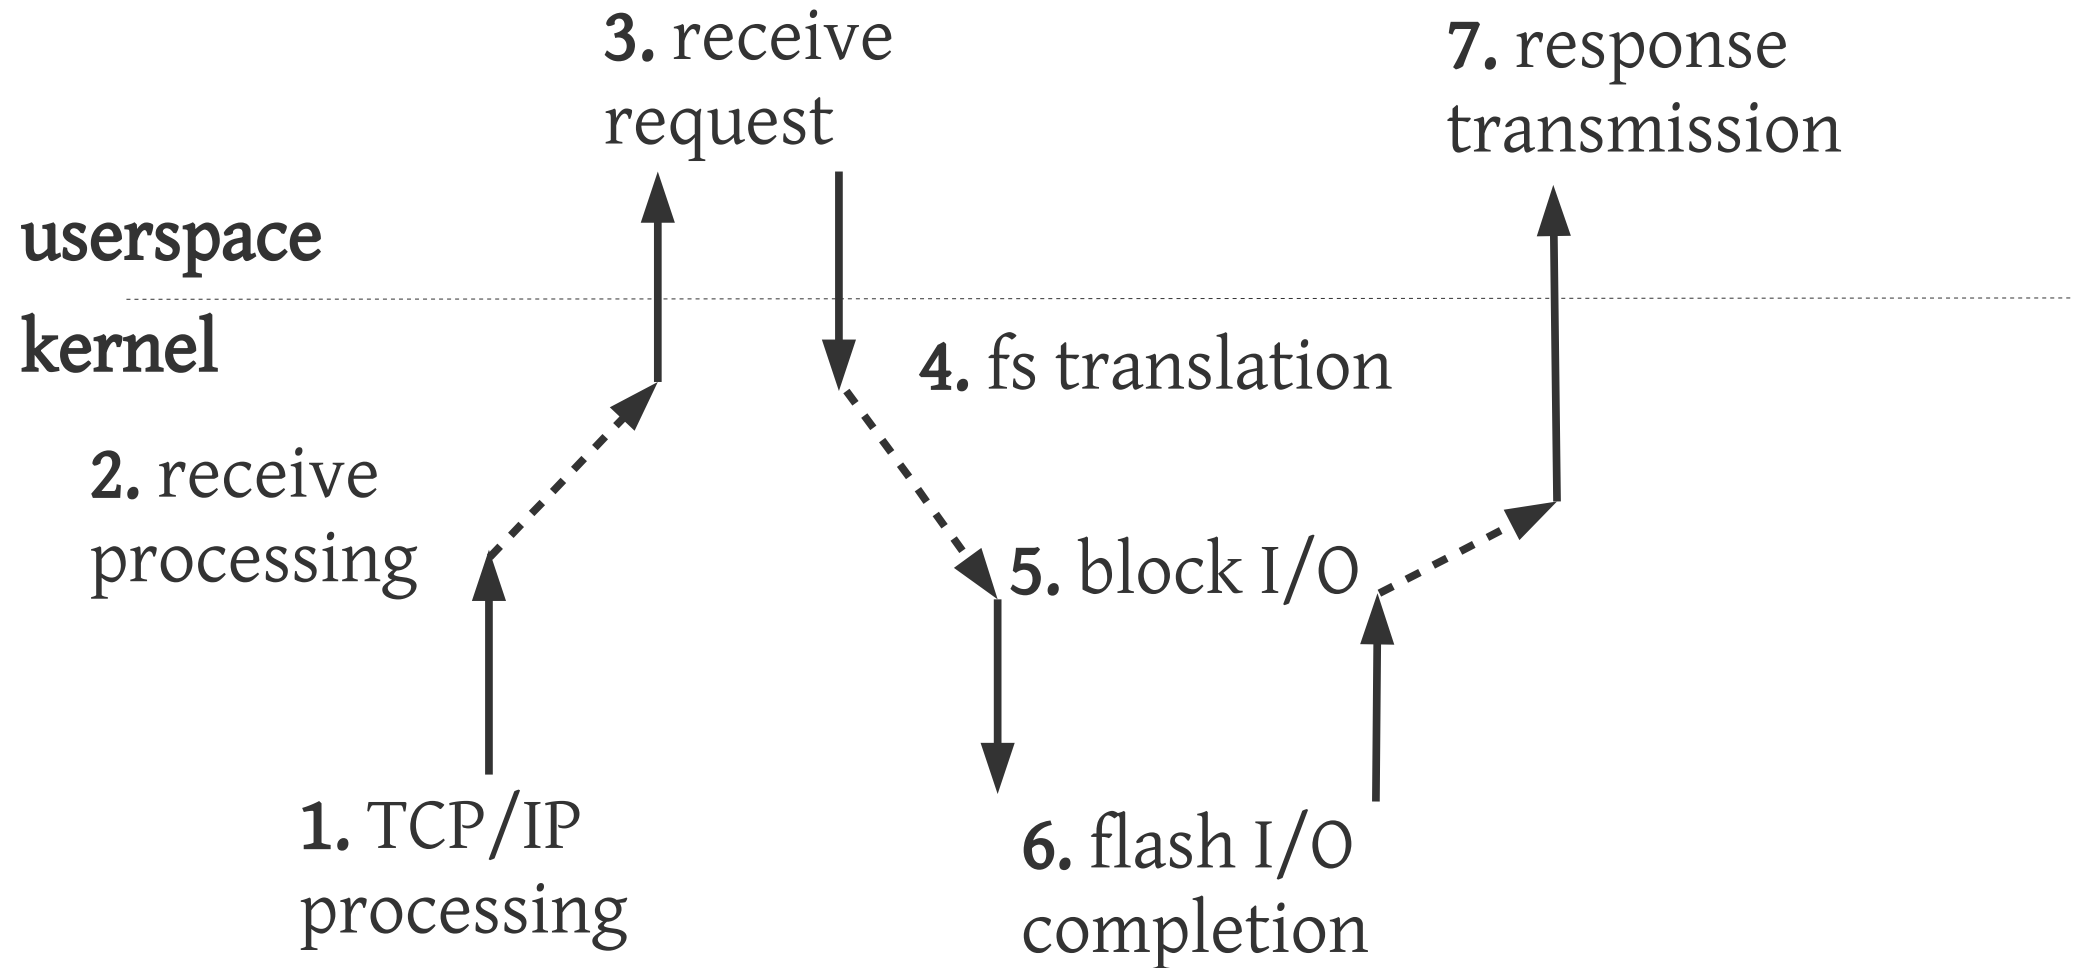 3. receive
request
7. response
transmission
userspace
kernel
4. fs translation
2. receive
processing
5. block I/O
1. TCP/IP
processing
6. flash I/O
completion